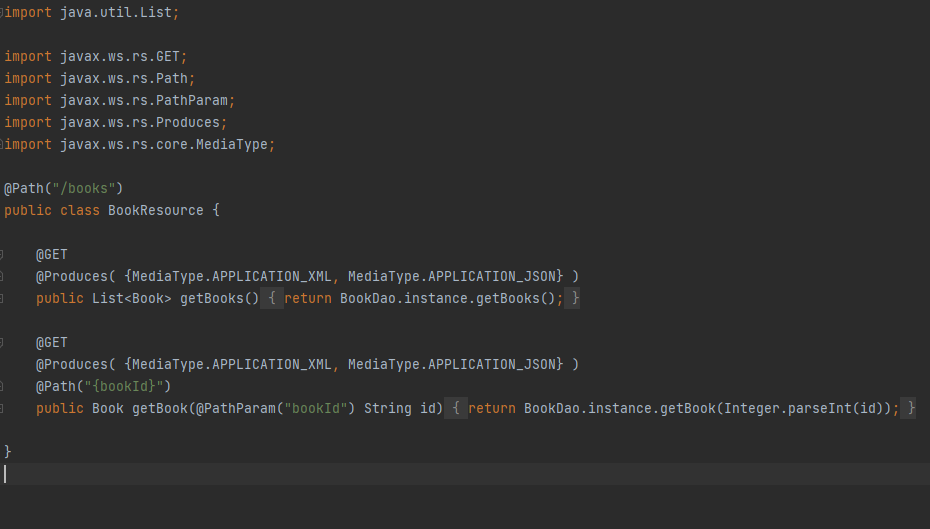 import java.util.List;
import javax.ws.rs.GET;
import javax.ws.rs.Path;
import javax.ws.rs.PathParam;
import javax.ws.rs.Produces;
import javax.ws.rs.core.MediaType;
@Path("/books")
public class BookResource {
@GET
@Produces( {MediaType.APPLICATION_XML, MediaType.APPLICATION_JSON} )
public List<Book> getBooks() { return BookDao.instance.getBooks(); }
@GET
@Produces( {MediaType.APPLICATION_XML, MediaType.APPLICATION_JSON} )
@Path("{bookId}")
public Book getBook(@PathParam("bookId") String id) { return BookDao.instance.getBook(Integer.parseInt(id)); }
}